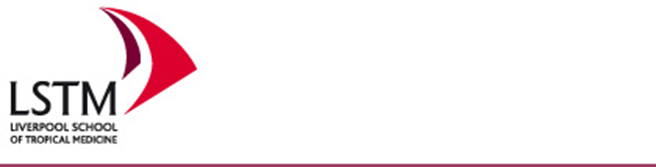 LSTM
LIVERPOOL SCHOOL
OF TROPICAL MEDICINE